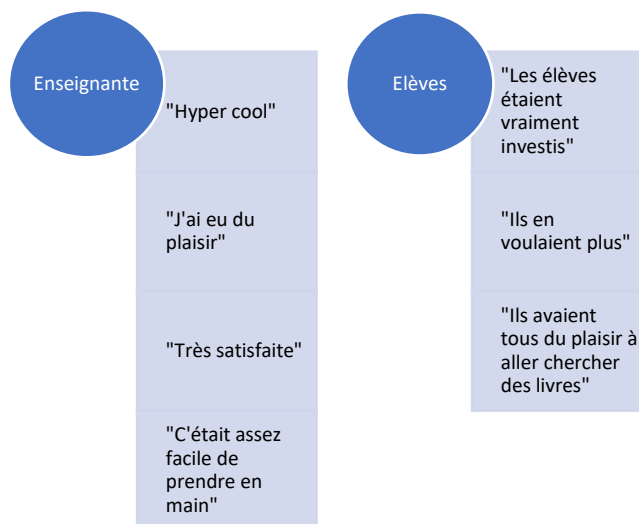 Enseignante
"Hyper cool"
"J'ai eu du
plaisir"
"Très satisfaite"
"C'était assez
facile de
prendre en
main"
Elèves
"Les élèves
étaient
vraiment
investis"
"Ils en
voulaient plus"
"Ils avaient
tous du plaisir à
aller chercher
des livres"